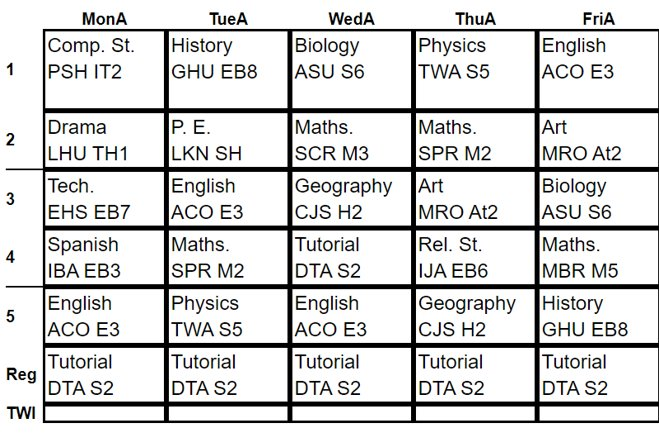 MonA TueA WedA ThuA FriA
1
Comp. St. History Biology Physics English
PSH IT2 GHU EB8 ASU S6 TWA S5 ACO E3
2
Drama P. E. Maths. Maths. Art
LHU TH1 LKN SH SCR M3 SPR M2 MRO At2
3
Tech. English Geography Art Biology
EHS EB7 ACO E3 CJS H2 MRO At2 ASU S6
4
Spanish Maths. Tutorial Rel. St. Maths.
IBA EB3 SPR M2 DTA S2 IJA EB6 MBR M5
5
English Physics English Geography History
ACO E3 TWA S5 ACO E3 CJS H2 GHU EB8
Reg
Tutorial Tutorial Tutorial Tutorial Tutorial
DTA S2 DTA S2 DTA S2 DTA S2 DTA S2
TWI